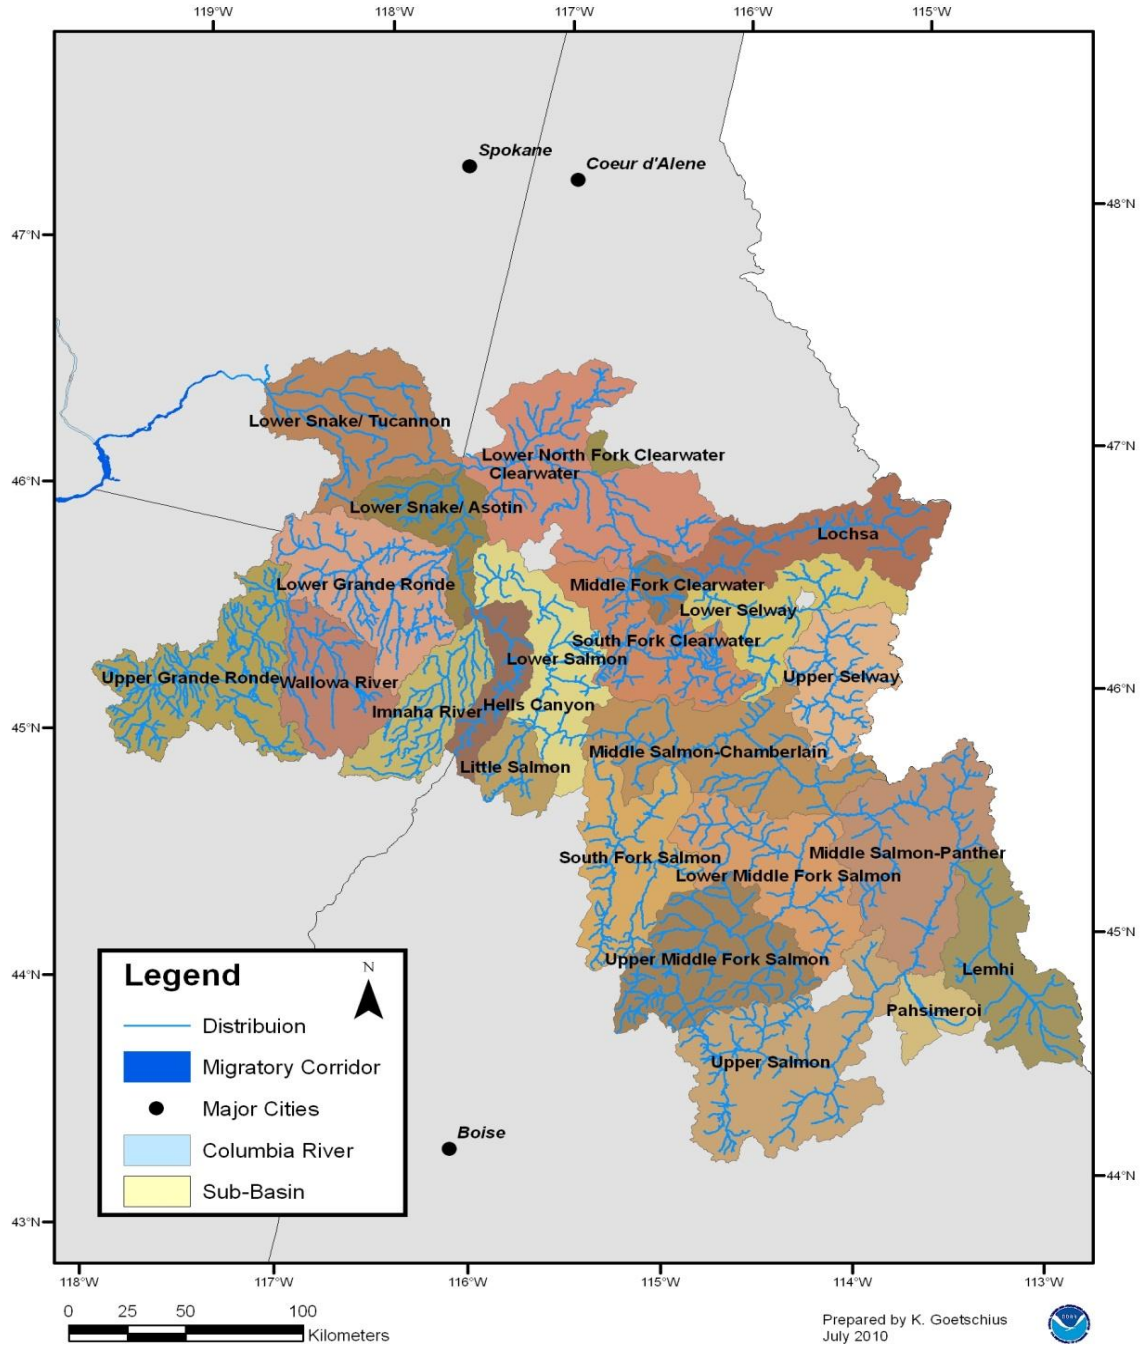 119°W 118°W 117°W 116°W 115°W
Spokane
Coeur d'Alene
48°N
47°N
Lower Snake/ Tucannon
47°N
Lower North Fork Clearwater
Clearwater
46°N
Lower Snake/ Asotin
Lochsa
Lower Grande Ronde
Middle Fork Clearwater
Lower Selway
South Fork Clearwater
Lower Salmon
Upper Grande Ronde
Wallowa River
Upper Selway
46°N
Hells Canyon
Imnaha River
45°N
Middle Salmon-Chamberlain
Little Salmon
Middle Salmon-Panther
South Fork Salmon
Lower Middle Fork Salmon
45°N
Upper Middle Fork Salmon
Lemhi
44°N
Pahsimeroi
Upper Salmon
Legend
N
Distribuion
Migratory Corridor
Major Cities
Columbia River
Sub-Basin
Boise
44°N
43°N
118°W 117°W 116°W 115°W 114°W 113°W
0 25 50 100
Kilometers
Prepared by K. Goetschius
July 2010